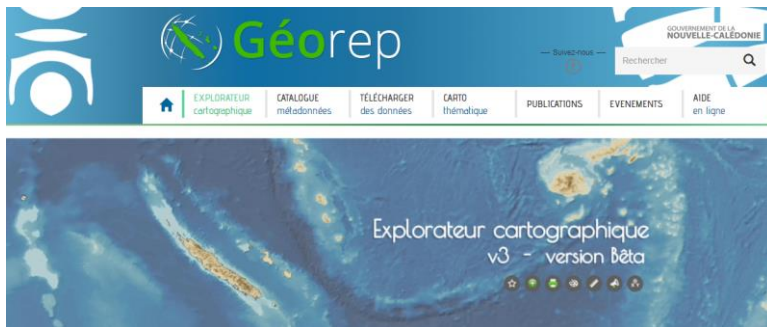 GOUVERNEMENT DE LA
NOUVELLE-CALÉDONIE
Géorep
— Suivez-nous —
Rechercher
EXPLORATEUR
cartographique
CATALOGUE
métadonnées
TÉLÉCHARGER
des données
CARTO
thématique
PUBLICATIONS
EVENEMENTS
AIDE
en ligne
Explorateur cartographique
v3 - version Bêta